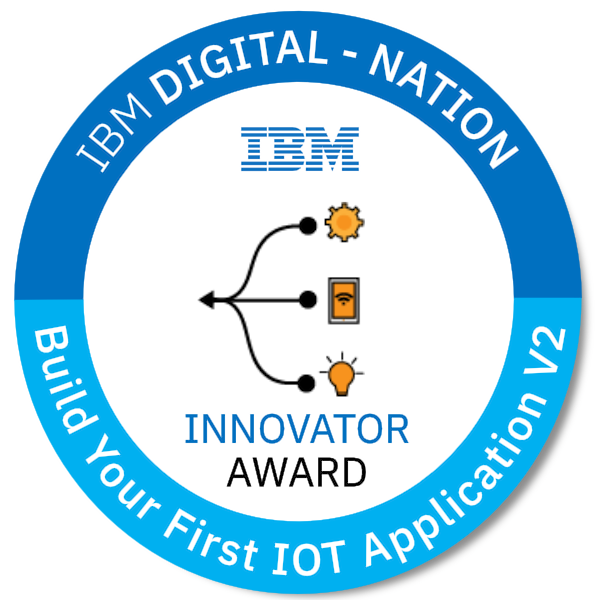 IBM DIGITAL - NATION
IBM
INNOVATOR
AWARD
Build Your First IOT Application V2